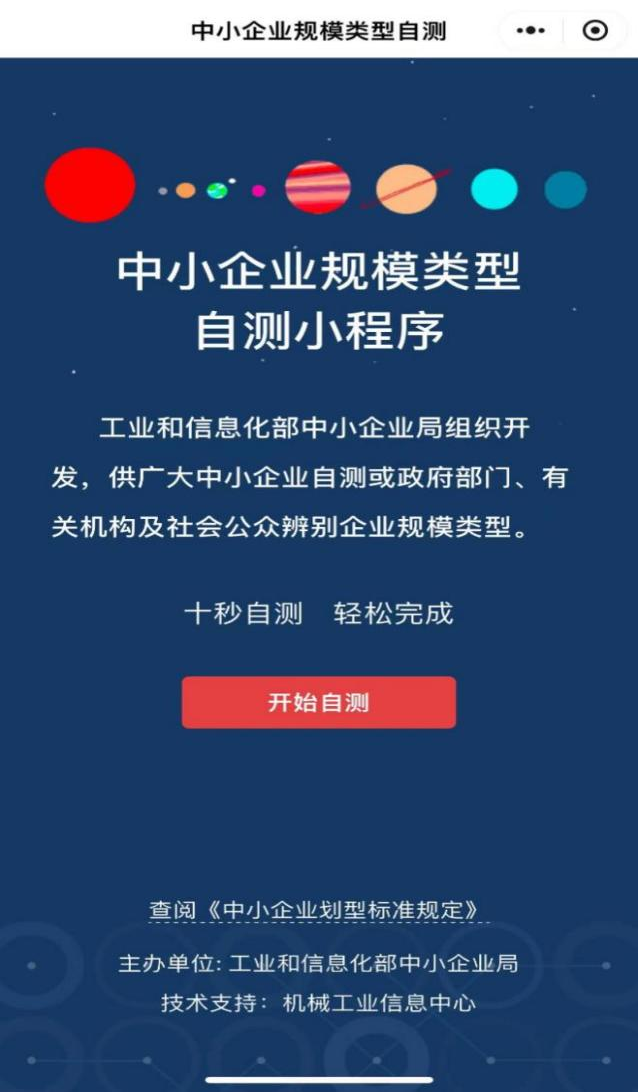 中小企业规模类型自测
中小企业规模类型
自测小程序
工业和信息化部中小企业局组织开
发，供广大中小企业自测或政府部门、有
关机构及社会公众辨别企业规模类型。
十秒自测 轻松完成
开始自测
查阅《中小企业划型标准规定》
主办单位: 工业和信息化部中小企业局
技术支持： 机械工业信息中心